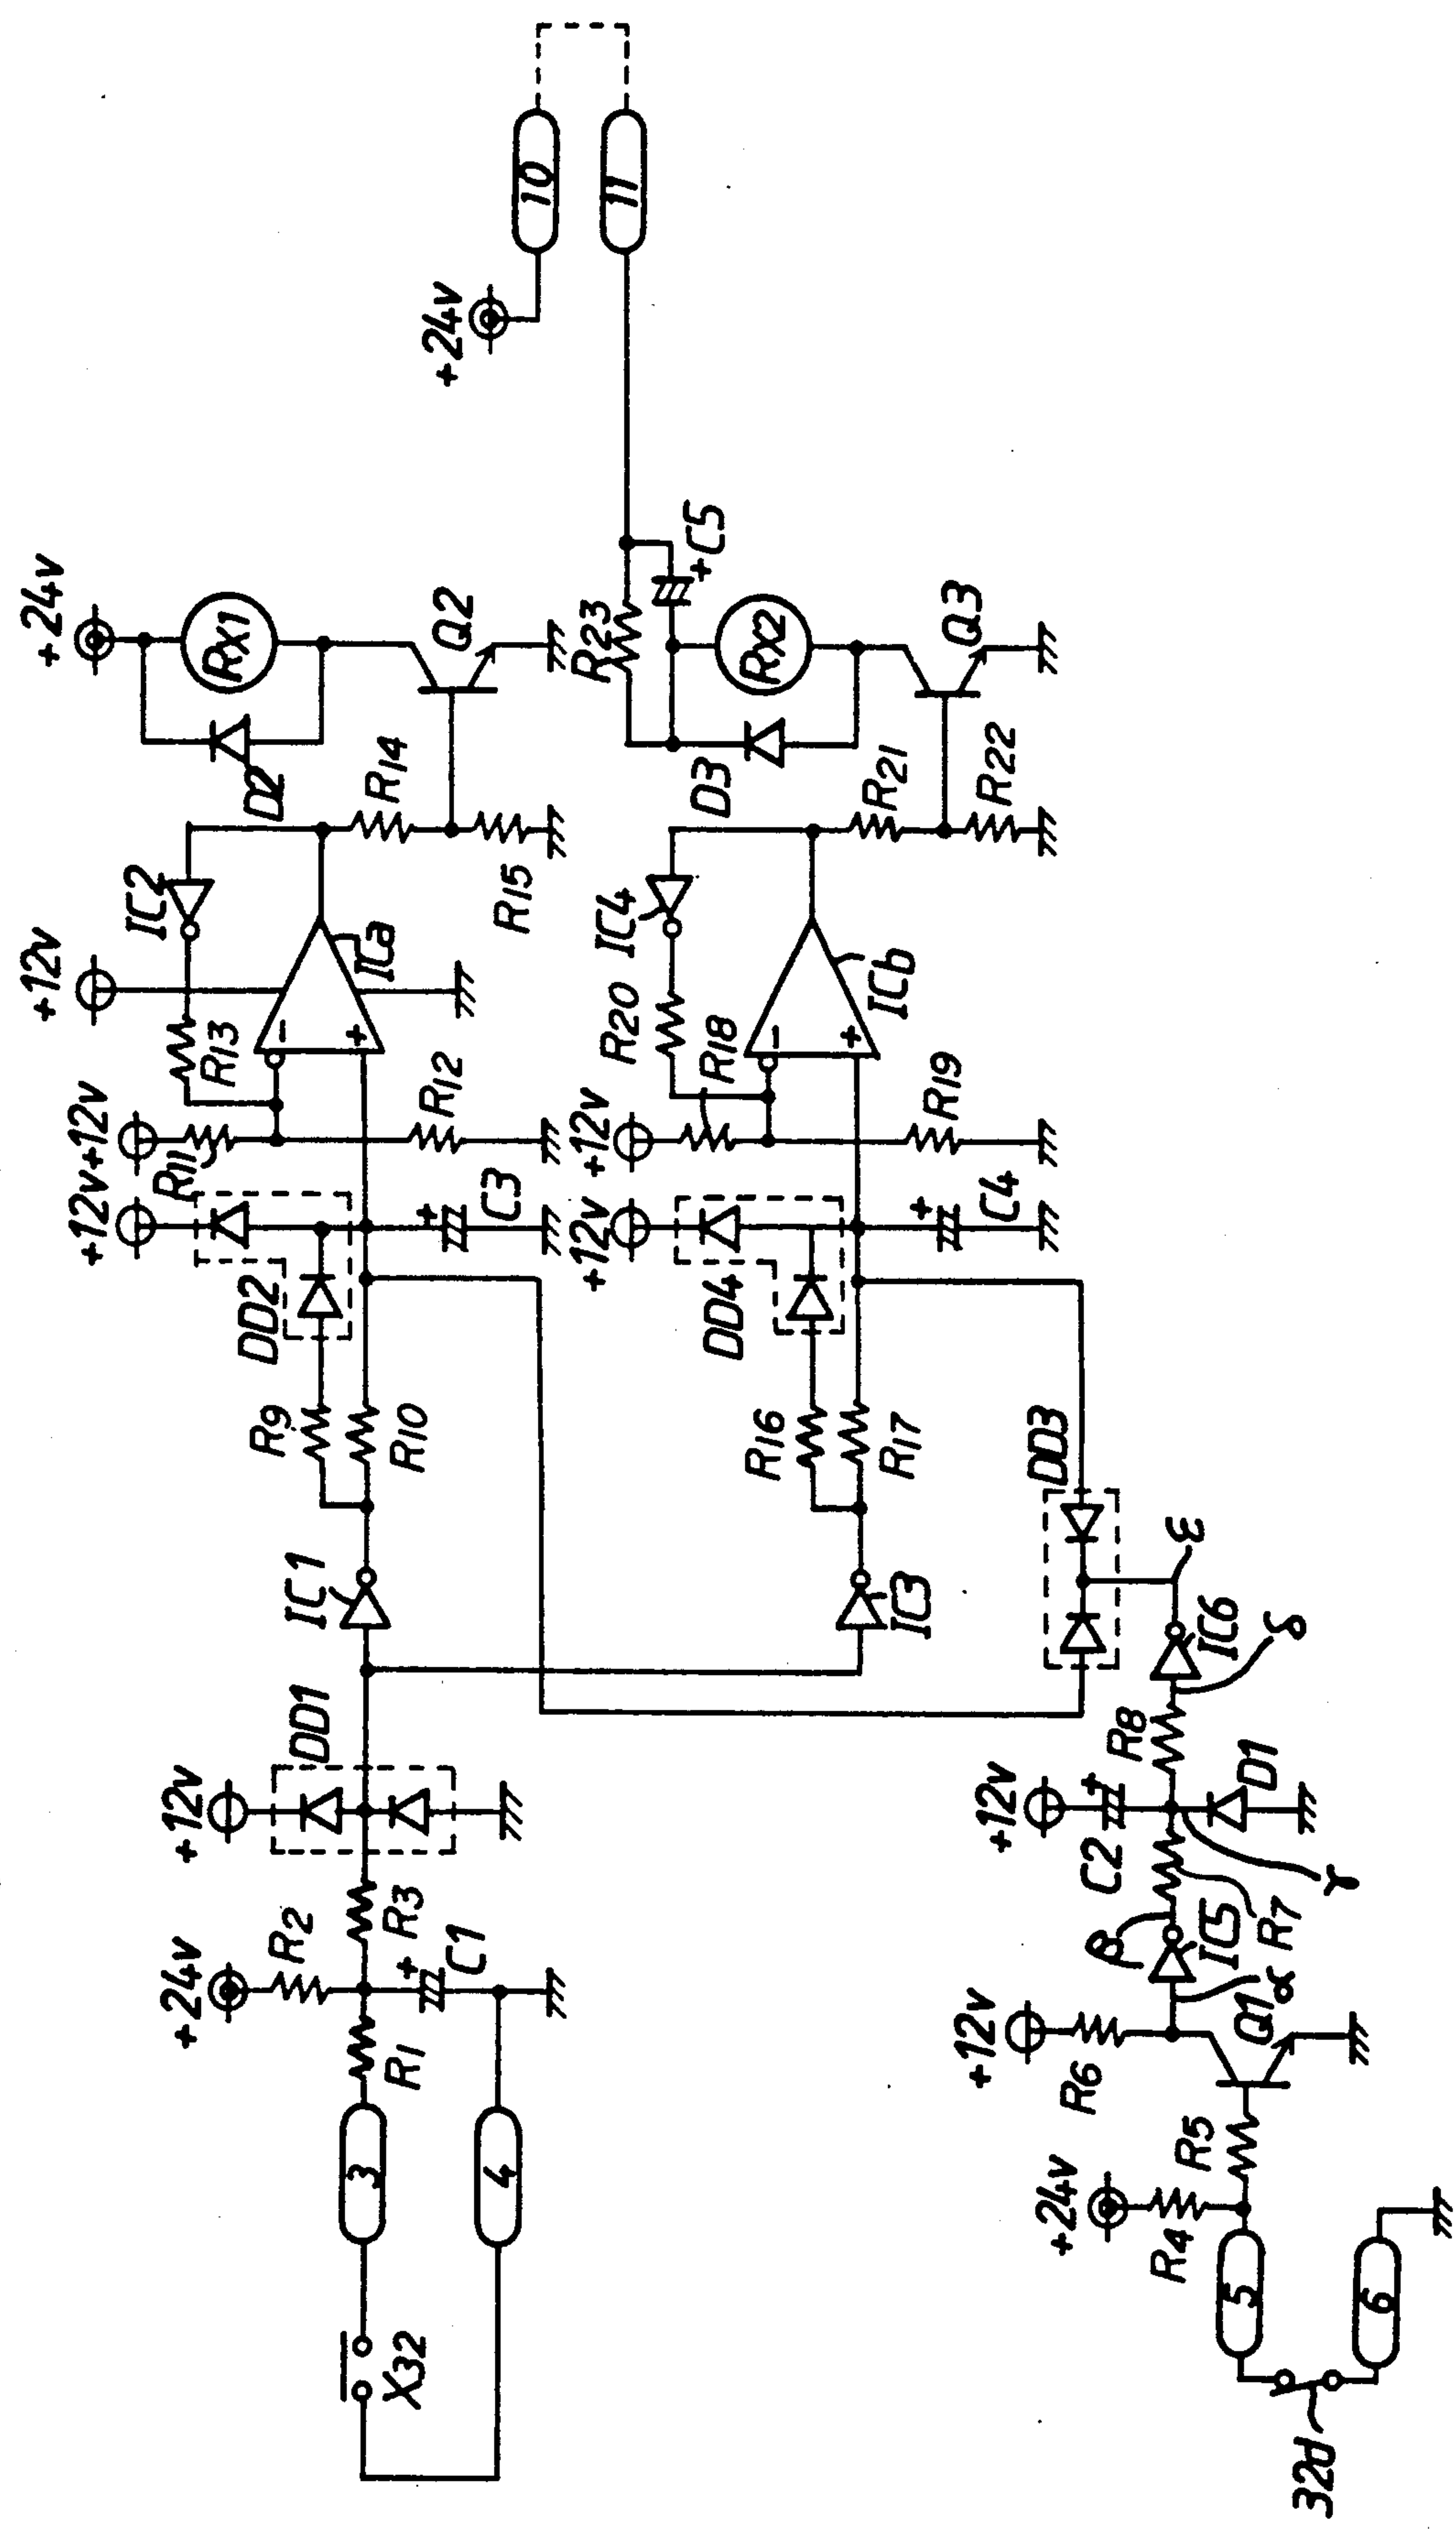 +24v
10
11
+24v
Rx1
D2
Q2
R14
R15
IC2
+12v
ICa
-
+
R13
+12v
R11
R12
+12v
C3
DD2
R9
R10
IC1
+12v
DD1
+24v
R2
R3
+
C1
R1
3
4
X32
R23
C5
+
Rx2
Q3
D3
R21
R22
IC4
R20
ICb
-
+
+12v
R18
R19
+12v
+
C4
DD4
R16
R17
IC3
DD3
ε
IC6
δ
R8
+12v
+
C2
D1
γ
R7
β
IC5
α
+12v
R6
Q1
R5
+24v
R4
5
6
32d
+